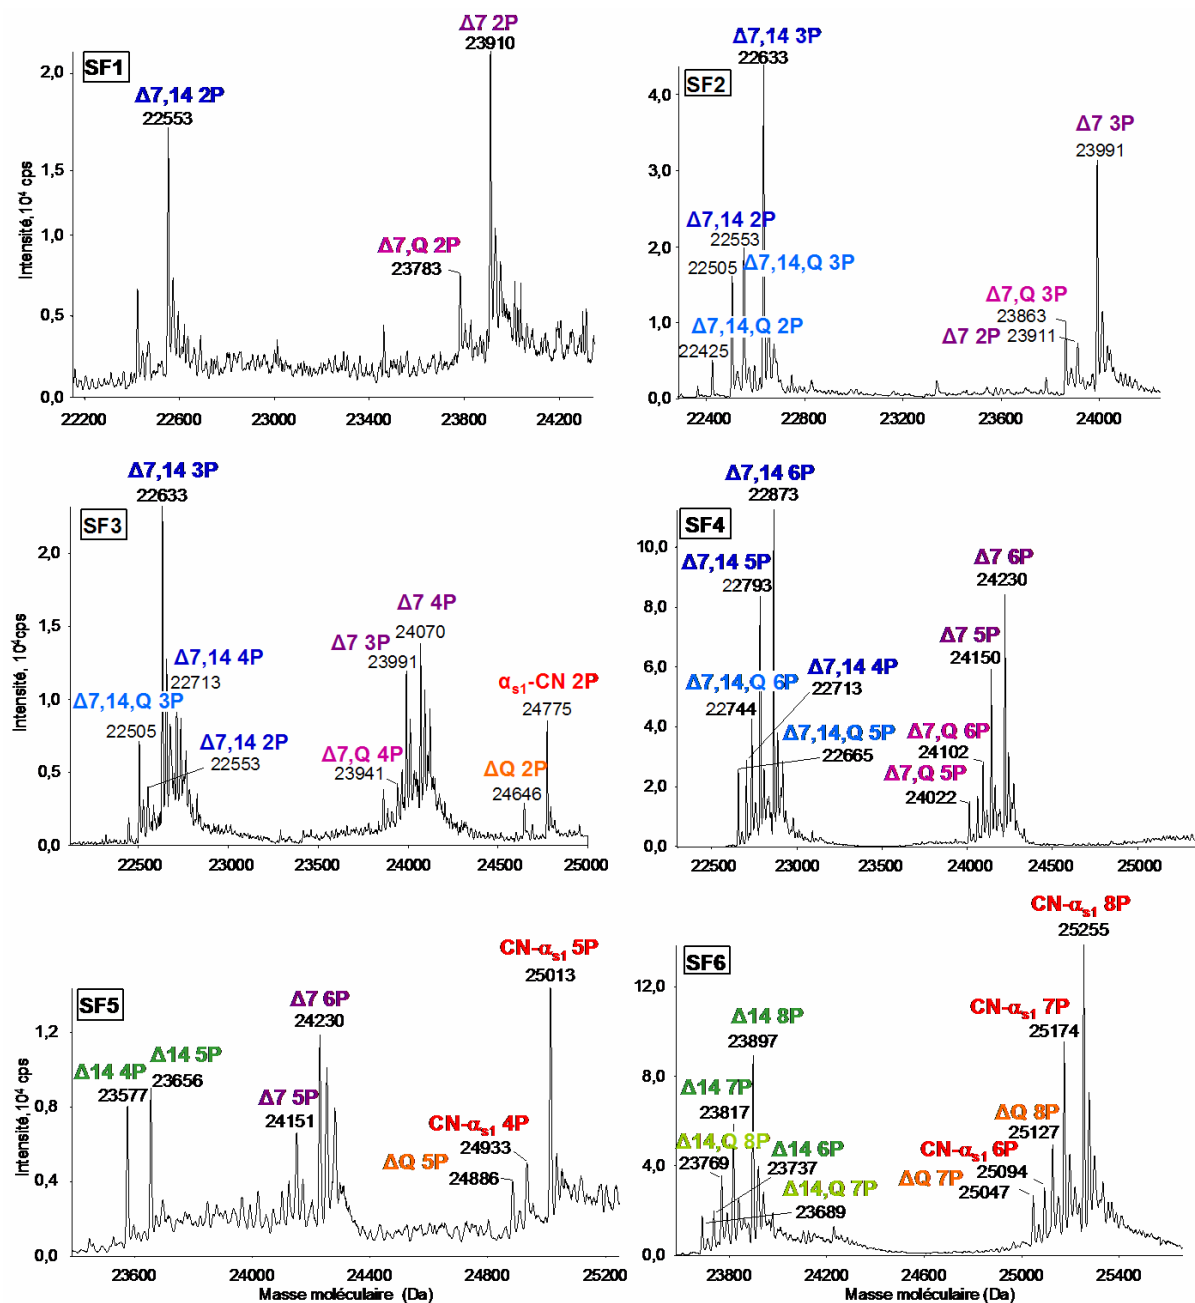 SF1
Δ7 2P
23910
Δ7,14 2P
22553
Δ7,Q 2P
23783
Intensité,10⁴ cps
2,0
1,5
1,0
0,5
0,0
22200 22600 23000 23400 23800 24200
SF2
Δ7,14 3P
22633
Δ7 3P
23991
Δ7,14 2P
22553
22505 Δ7,14,Q 3P
Δ7,14,Q 2P
22425
Δ7,Q 3P
23863
Δ7 2P 23911
4,0
3,0
2,0
1,0
0,0
22400 22800 23200 23600 24000
SF3
Δ7,14 3P
22633
Δ7,14 4P
22713
Δ7,14,Q 3P
22505
Δ7,14 2P
22553
Δ7 4P
24070
Δ7 3P
23991
Δ7,Q 4P
23941
αs1-CN 2P
24775
ΔQ 2P
24646
Intensité, 10⁴cps
2,0
1,5
1,0
0,5
0,0
22500 23000 23500 24000 24500 25000
SF4
Δ7,14 6P
22873
Δ7,14 5P
22793
Δ7,14 4P
22713
Δ7,14,Q 6P
22744
Δ7,14,Q 5P
22665
Δ7 6P
24230
Δ7 5P
24150
Δ7,Q 6P
24102
Δ7,Q 5P
24022
10,0
8,0
6,0
4,0
2,0
0,0
22500 23000 23500 24000 24500 25000
SF5
CN-αs1 5P
25013
Δ7 6P
24230
Δ14 5P
23656
Δ14 4P
23577
Δ7 5P
24151
CN-αs1 4P
24933
ΔQ 5P
24886
Intensité,10⁴ cps
1,2
0,8
0,4
0,0
23600 24000 24400 24800 25200
Masse moléculaire (Da)
SF6
CN-αs1 8P
25255
CN-αs1 7P
25174
Δ14 8P
23897
Δ14 7P
23817
Δ14,Q 8P
23769
Δ14 6P
23737
Δ14,Q 7P
23689
ΔQ 8P
25127
CN-αs1 6P
25094
ΔQ 7P
25047
12,0
8,0
4,0
0,0
23800 24200 24600 25000 25400
Masse moléculaire (Da)